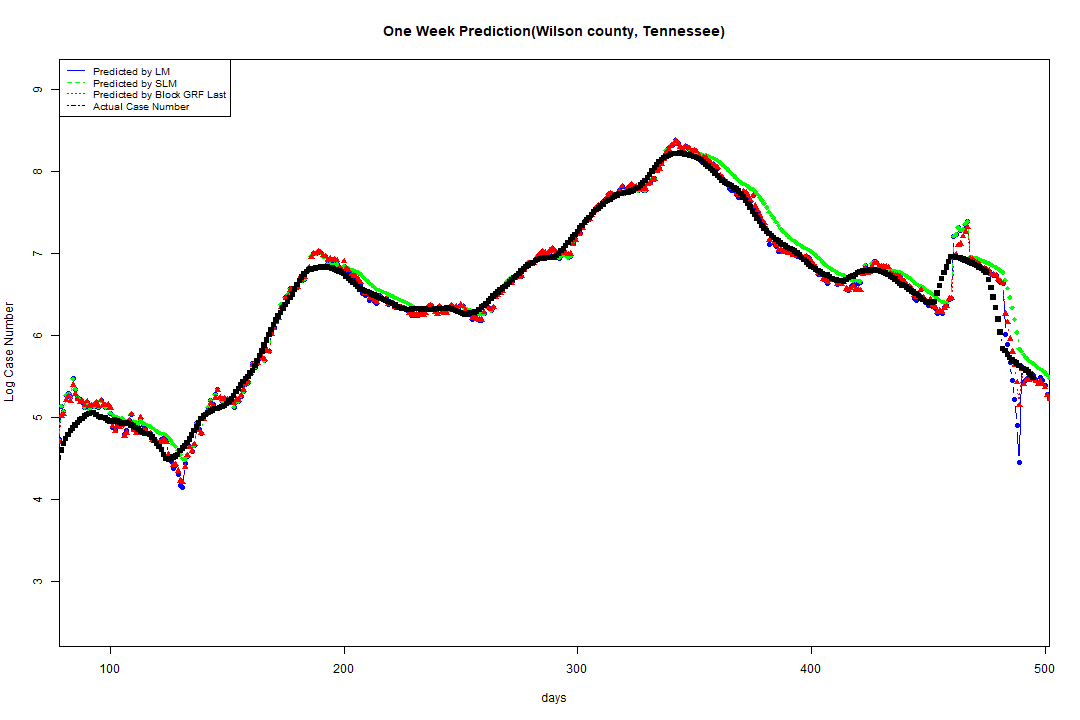 One Week Prediction(Wilson county, Tennessee)
Predicted by LM
Predicted by SLM
Predicted by Block GRF Last
Actual Case Number
9
8
7
6
5
4
3
Log Case Number
100
200
300
400
500
days